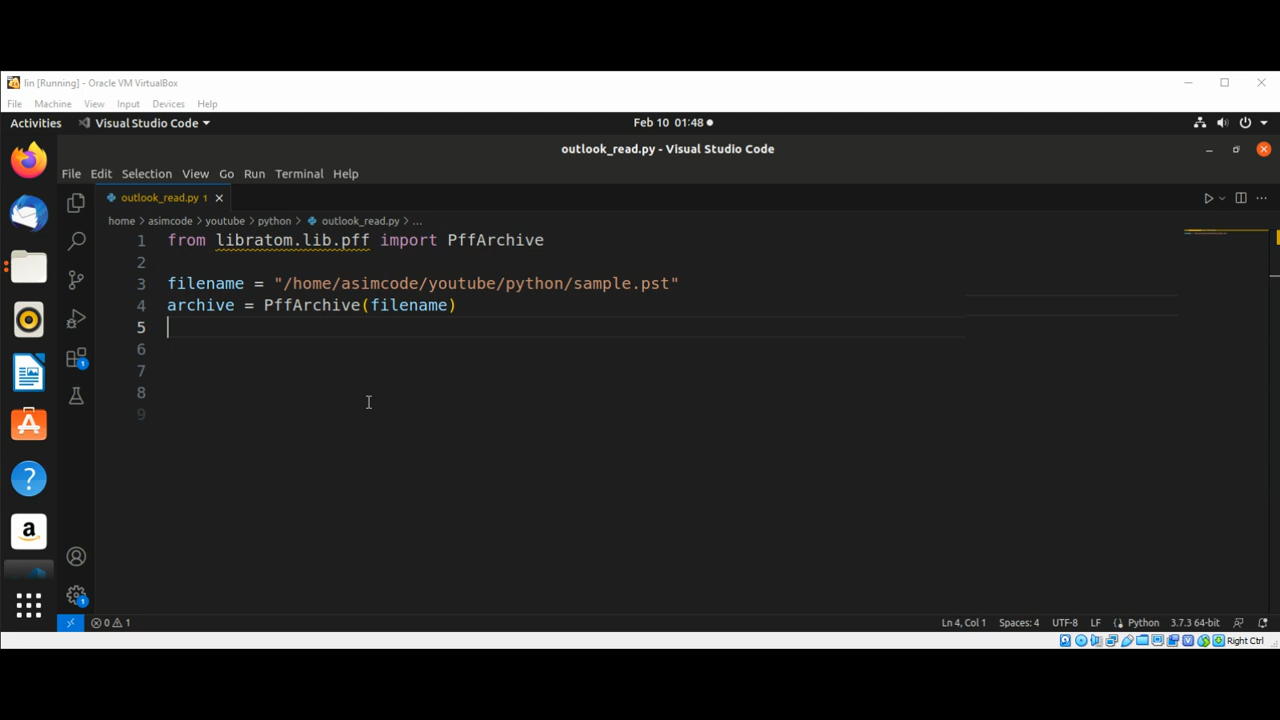 lin [Running] - Oracle VM VirtualBox
File Machine View Input Devices Help
Activities Visual Studio Code Feb 10 01:48
outlook_read.py - Visual Studio Code
File Edit Selection View Go Run Terminal Help
outlook_read.py 1
home > asimcode > youtube > python > outlook_read.py > ...
1 from libratom.lib.pff import PffArchive
2
3 filename = "/home/asimcode/youtube/python/sample.pst"
4 archive = PffArchive(filename)
5
6
7
8
9
1
1
0 1 Ln 4, Col 1 Spaces: 4 UTF-8 LF Python 3.7.3 64-bit
Right Ctrl